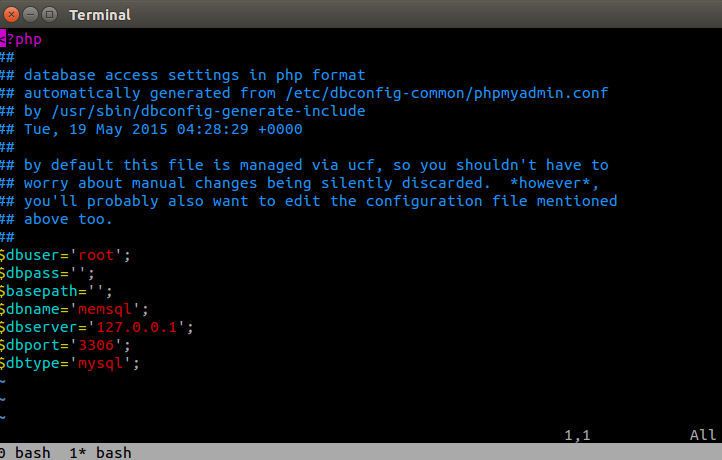 Terminal
<?php
##
## database access settings in php format
## automatically generated from /etc/dbconfig-common/phpmyadmin.conf
## by /usr/sbin/dbconfig-generate-include
## Tue, 19 May 2015 04:28:29 +0000
##
## by default this file is managed via ucf, so you shouldn't have to
## worry about manual changes being silently discarded.  *however*,
## you'll probably also want to edit the configuration file mentioned
## above too.
##
$dbuser='root';
$dbpass='';
$basepath='';
$dbname='memsql';
$dbserver='127.0.0.1';
$dbport='3306';
$dbtype='mysql';
~
~
~
1,1 All
0 bash  1* bash